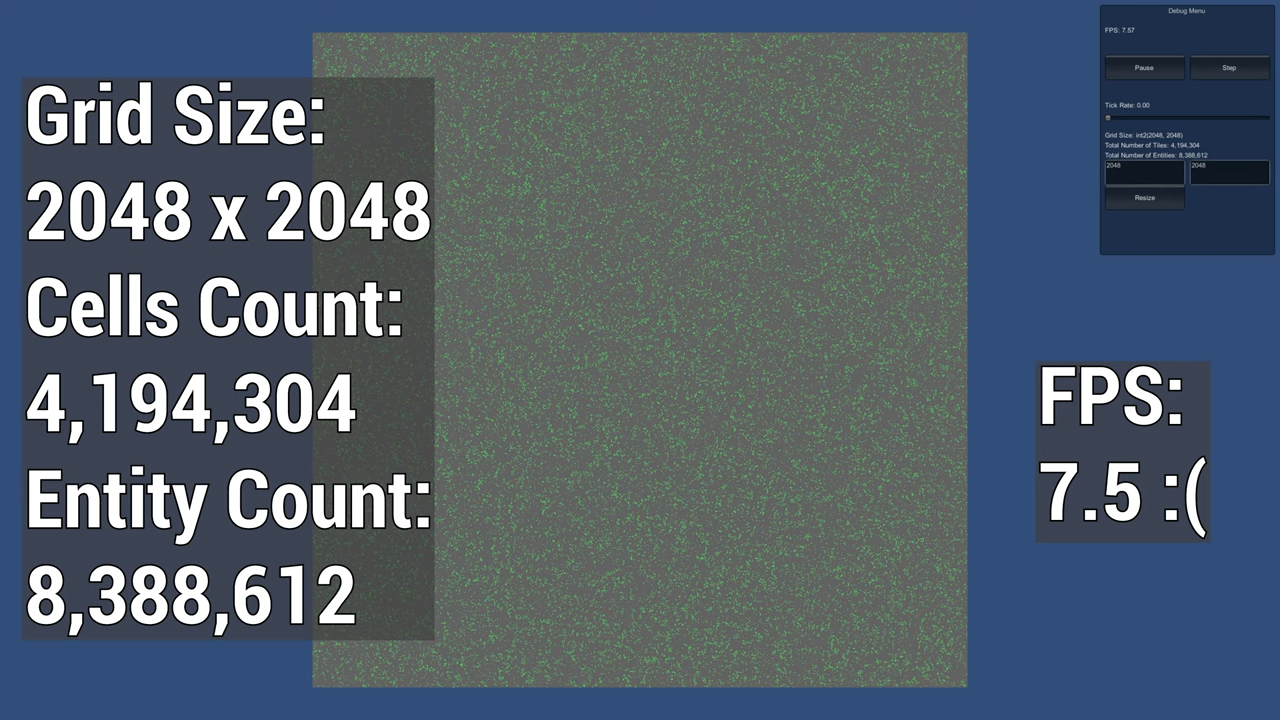 Grid Size:
2048 x 2048
Cells Count:
4,194,304
Entity Count:
8,388,612
FPS:
7.5 :(
Debug Menu
FPS: 7.57
Pause
Step
Tick Rate: 0.00
Grid Size: int2(2048, 2048)
Total Number of Tiles: 4,194,304
Total Number of Entities: 8,388,612
2048
2048
Resize